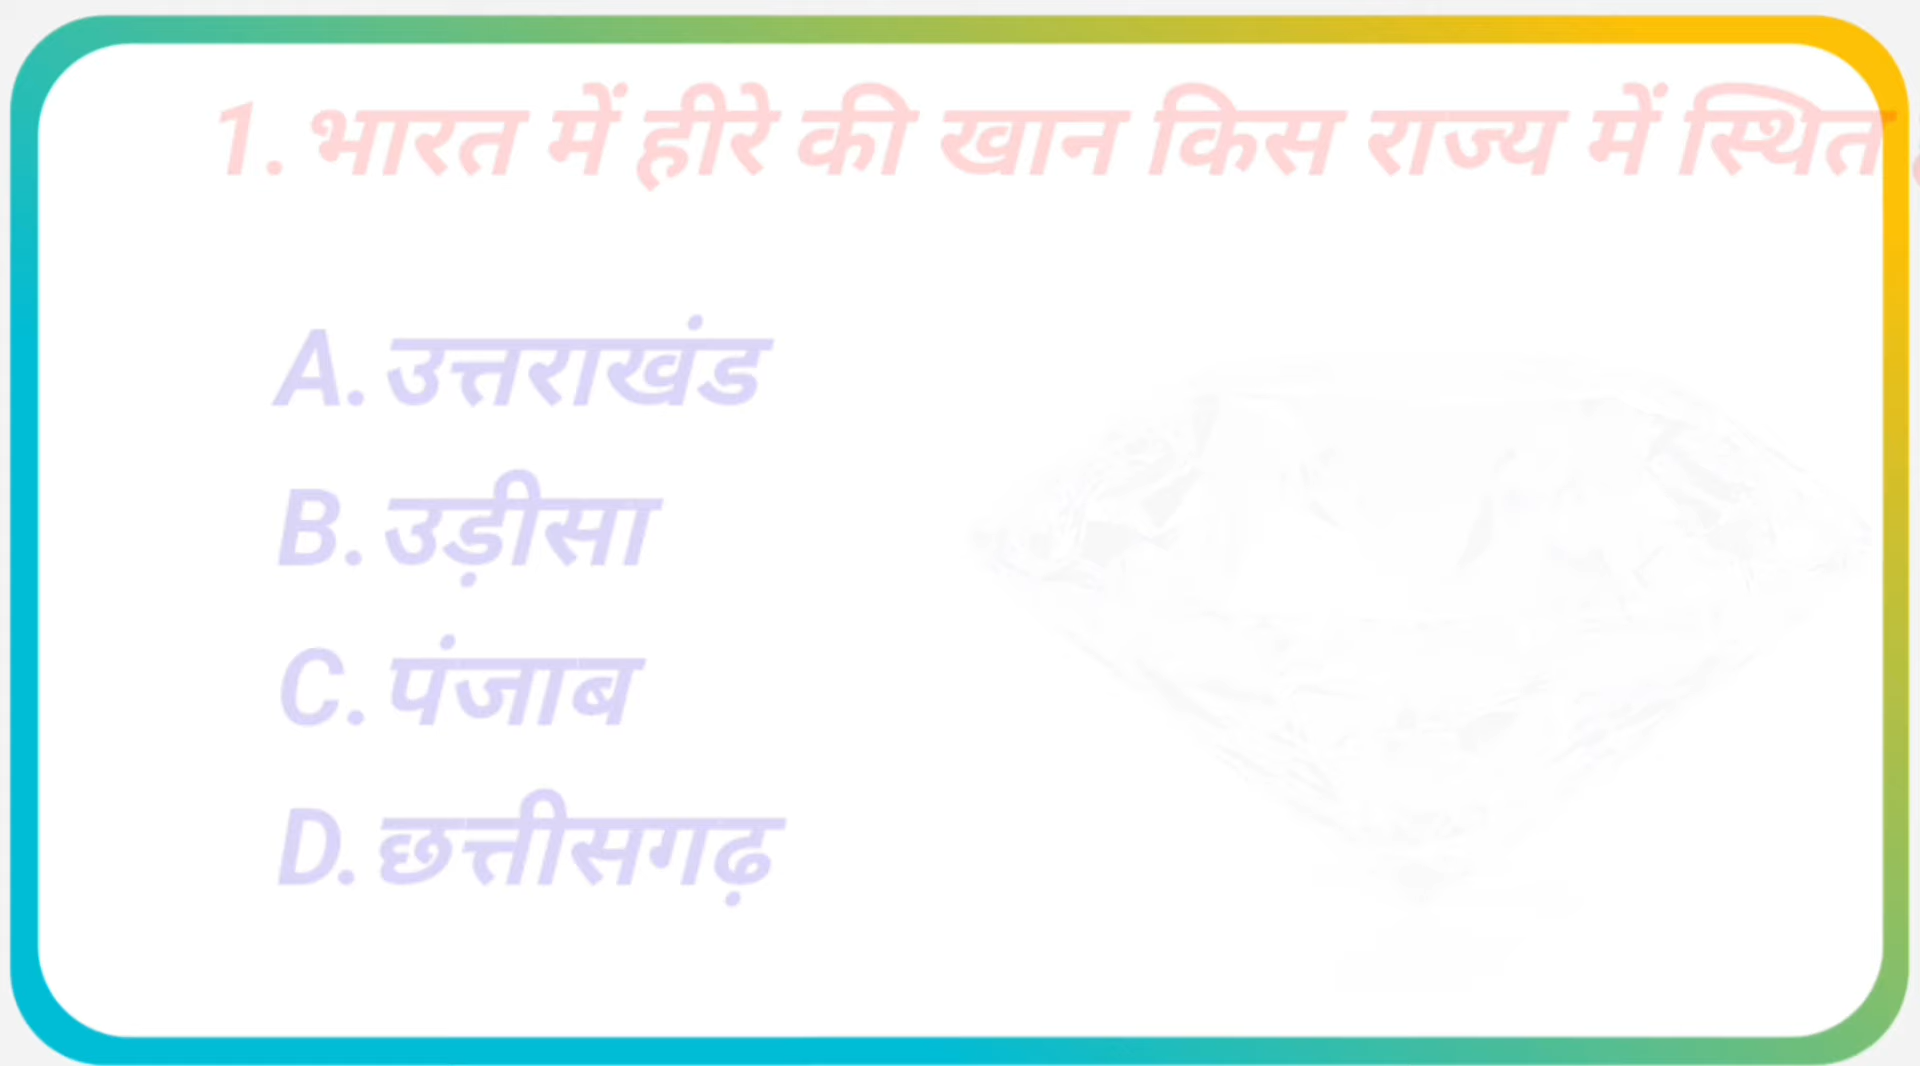 1. भारत में हीरे की खान किस राज्य में स्थित
A. उत्तराखंड
B. उड़ीसा
C. पंजाब
D. छत्तीसगढ़